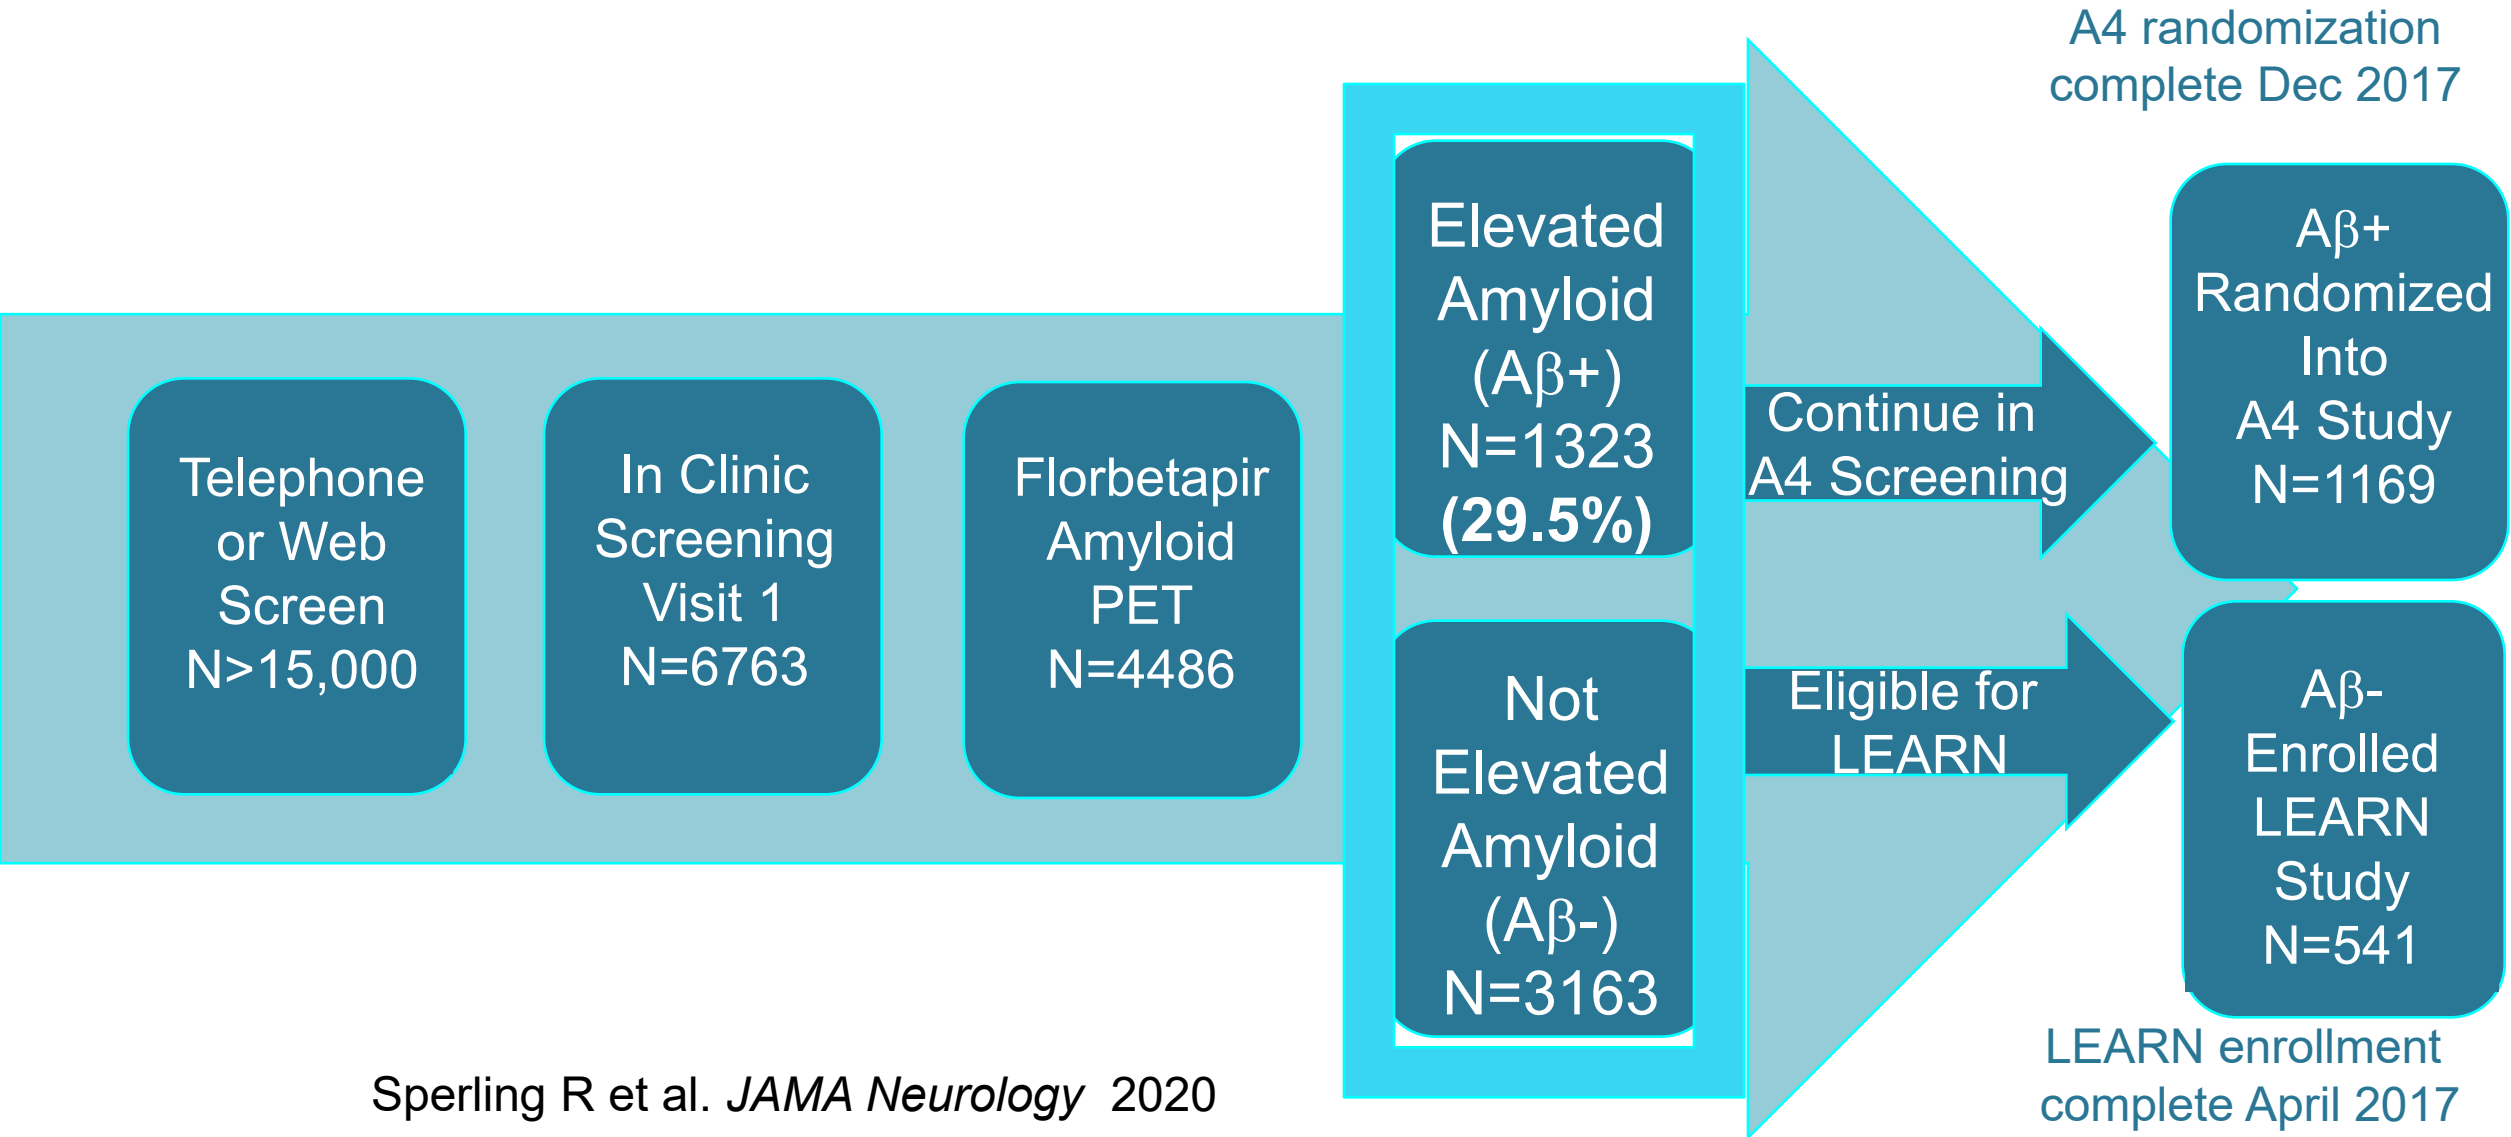 A4 randomization
complete Dec 2017
Telephone
or Web
Screen
N>15,000
In Clinic
Screening
Visit 1
N=6763
Florbetapir
Amyloid
PET
N=4486
Elevated
Amyloid
(Aβ+)
N=1323
(29.5%)
Not
Elevated
Amyloid
(Aβ-)
N=3163
Continue in
A4 Screening
Eligible for
LEARN
Aβ+
Randomized
Into
A4 Study
N=1169
Aβ-
Enrolled
LEARN
Study
N=541
LEARN enrollment
complete April 2017
Sperling R et al. JAMA Neurology 2020